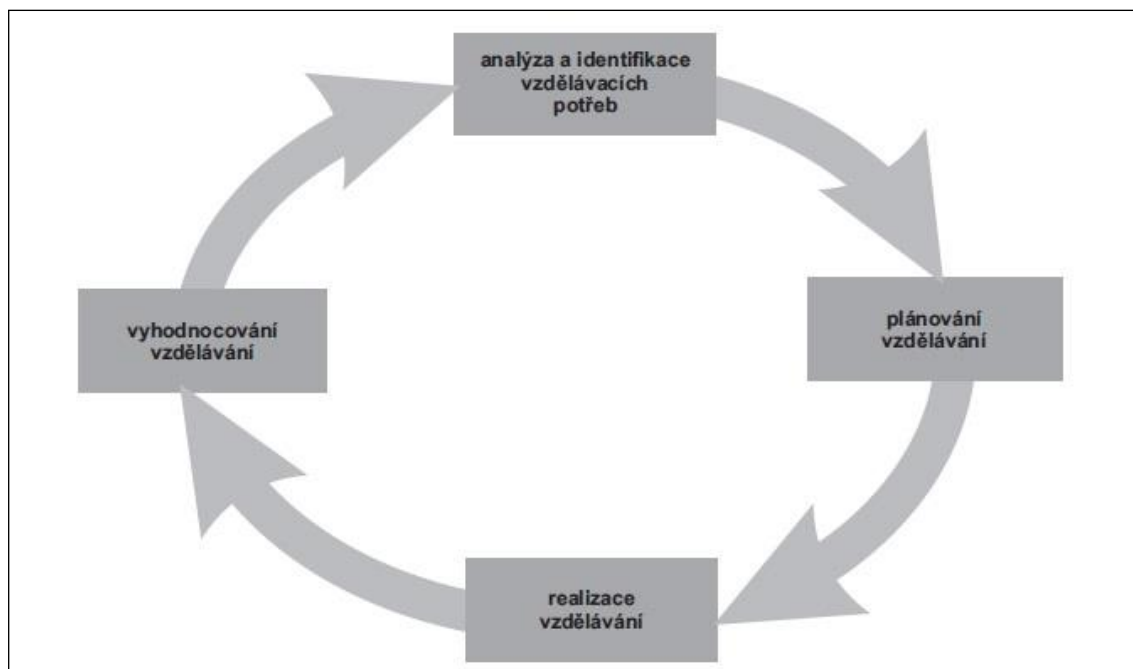 analýza a identifikace
vzdělávacích
potřeb
plánování
vzdělávání
realizace
vzdělávání
vyhodnocování
vzdělávání